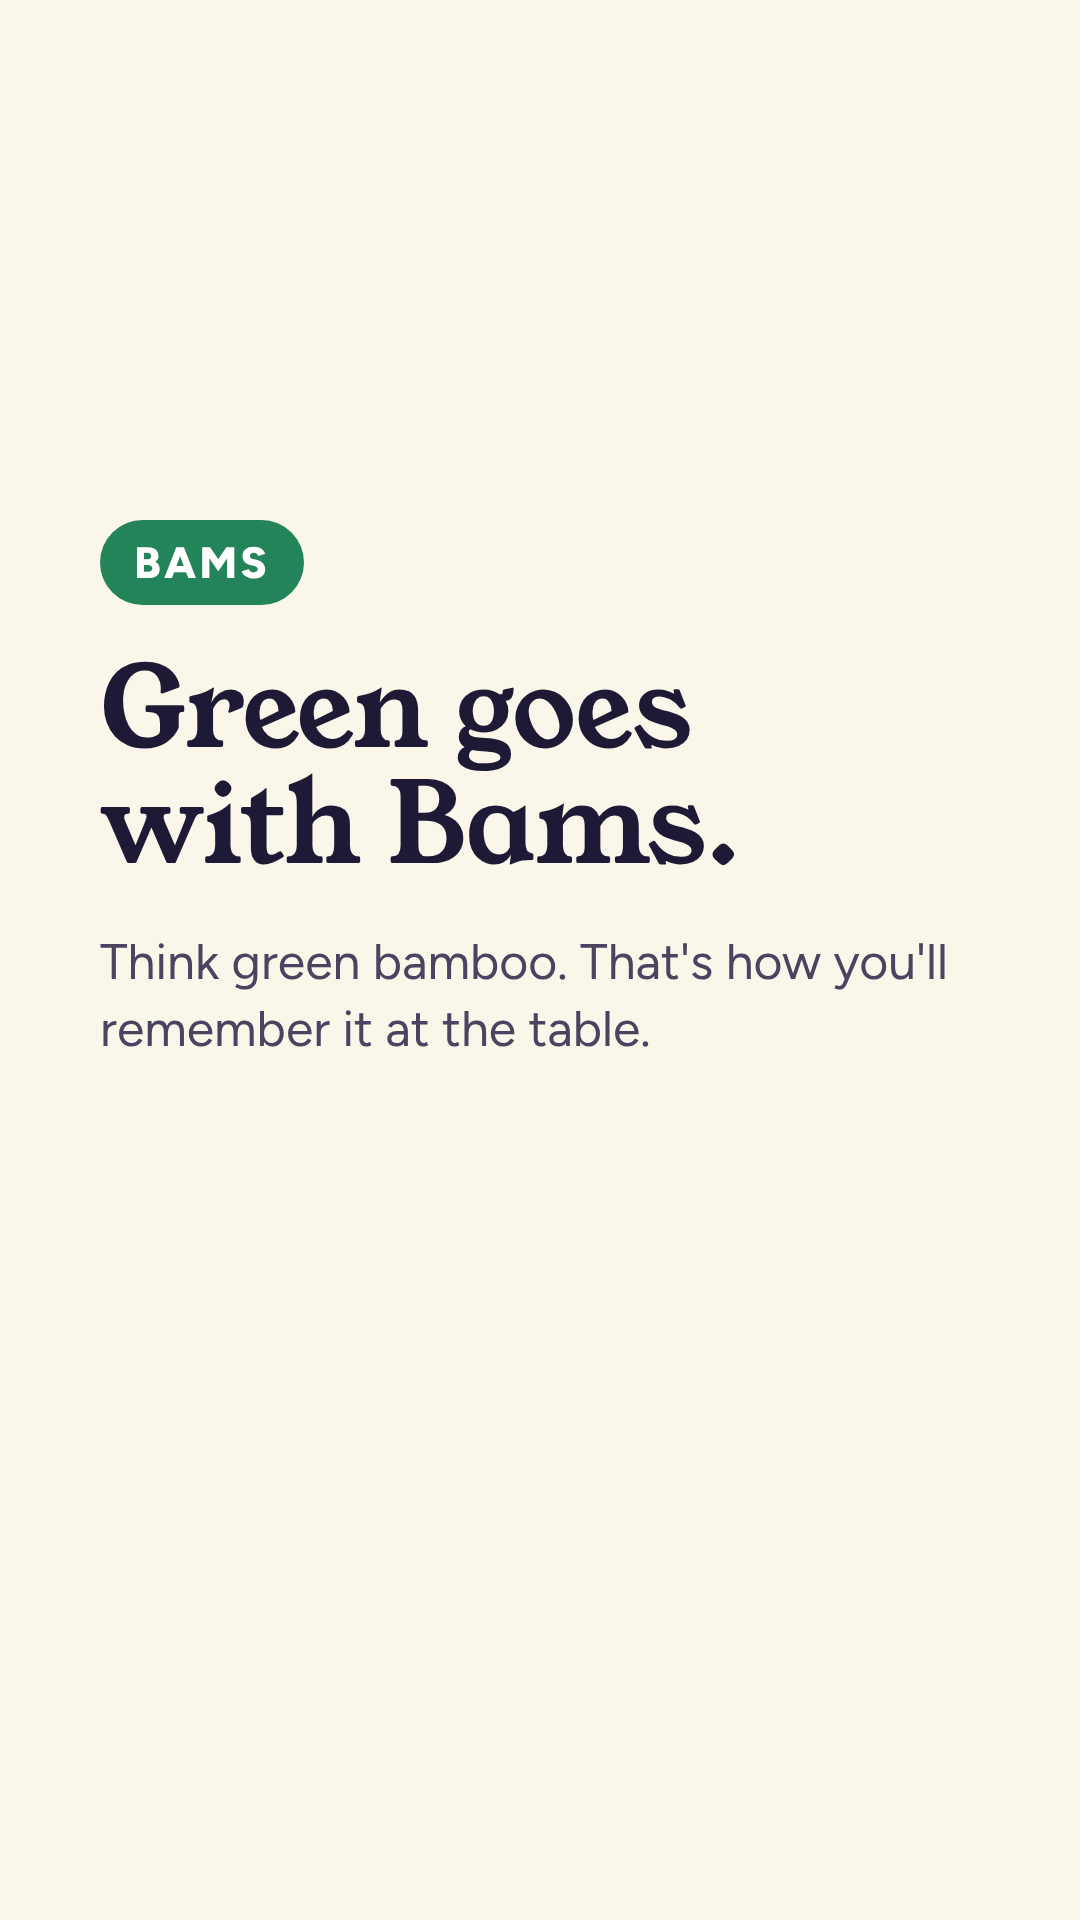 BAMS
Green goes
with Bams.
Think green bamboo. That's how you'll
remember it at the table.